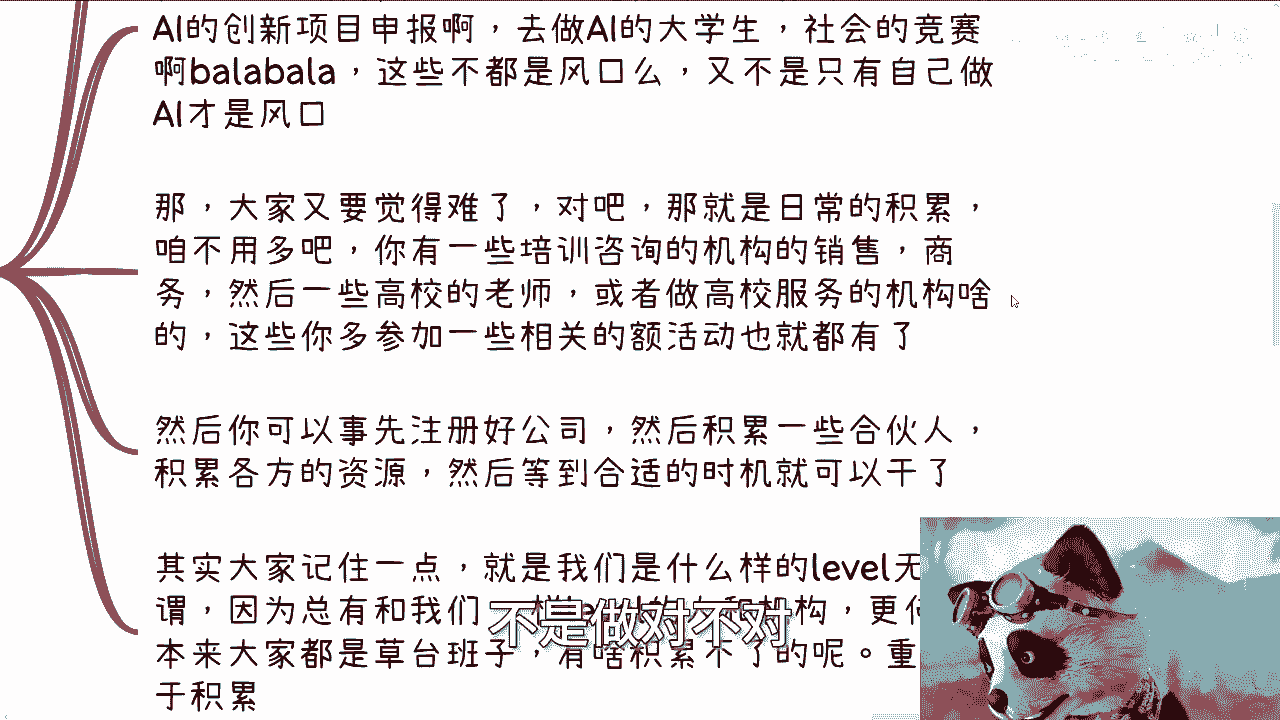 AI的创新项目申报啊，去做AI的大学生，社会的竞赛
啊balabala，这些不都是风口么，又不是只有自己做
AI才是风口
那，大家又要觉得难了，对吧，那就是日常的积累，
咱不用多吧，你有一些培训咨询的机构的销售，商
务，然后一些高校的老师，或者做高校服务的机构啥
的，这些你多参加一些相关的额活动也就都有了
然后你可以事先注册好公司，然后积累一些合伙人，
积累各方的资源，然后等到合适的时机就可以干了
其实大家记住一点，就是我们是什么样的level无
谓，因为总有和我们一样
机构，更
本来大家都是草台班子，有啥积累不了的呢。重
于积累
不是做对不对